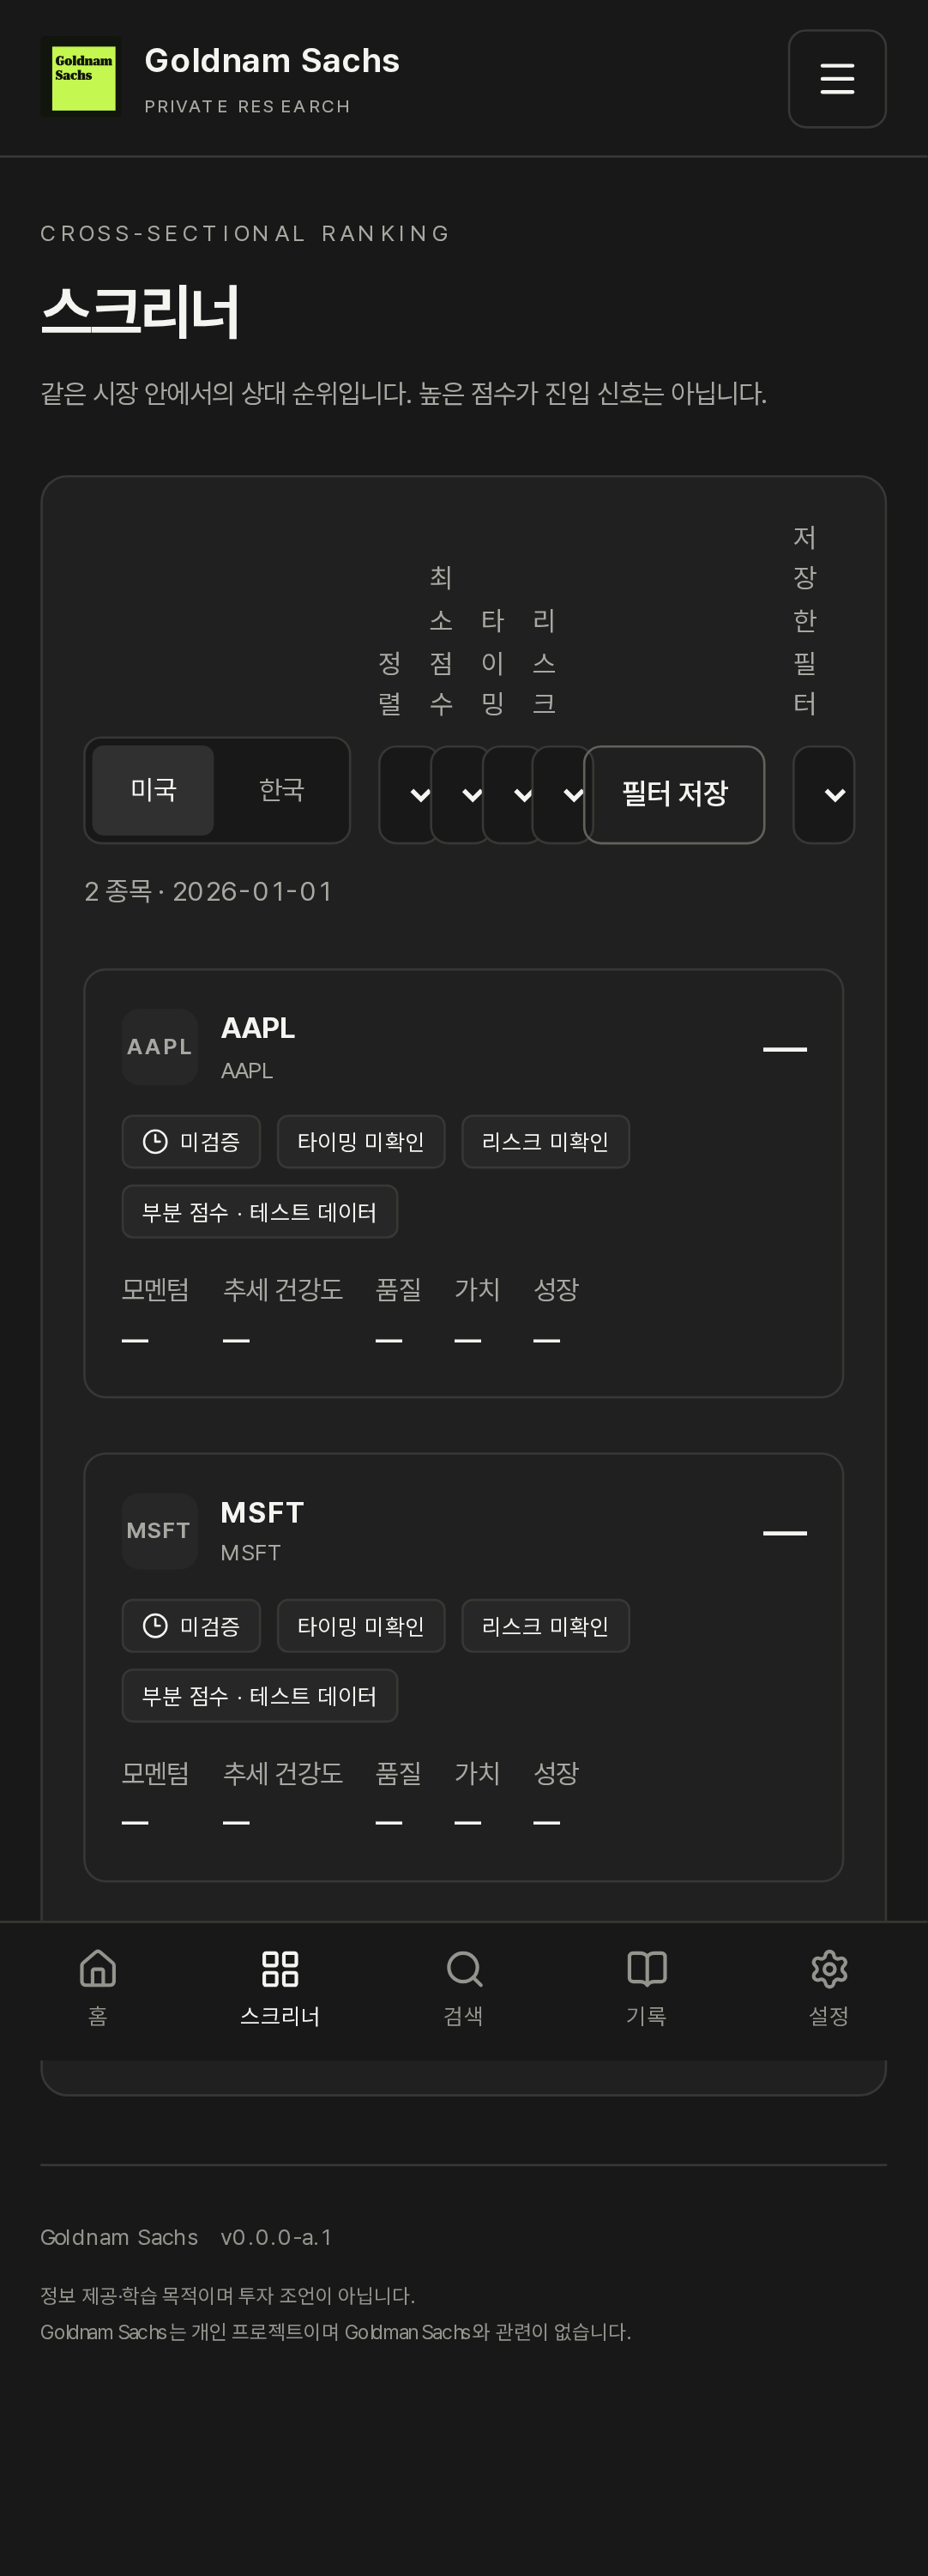 Goldnam
Sachs
Goldnam Sachs
PRIVATE RESEARCH
CROSS-SECTIONAL RANKING
스크리너
같은 시장 안에서의 상대 순위입니다. 높은 점수가 진입 신호는 아닙니다.
미국 한국
정렬
최소점수
타이밍
리스크
필터 저장
저장한필터
2 종목 · 2026-01-01
AAPL
AAPL
AAPL
—
미검증 타이밍 미확인 리스크 미확인
부분 점수 · 테스트 데이터
모멘텀 추세 건강도 품질 가치 성장
— — — — —
MSFT
MSFT
MSFT
—
미검증 타이밍 미확인 리스크 미확인
부분 점수 · 테스트 데이터
모멘텀 추세 건강도 품질 가치 성장
— — — — —
홈 스크리너 검색 기록 설정
Goldnam Sachs v0.0.0-a.1
정보 제공·학습 목적이며 투자 조언이 아닙니다.
Goldnam Sachs는 개인 프로젝트이며 Goldman Sachs와 관련이 없습니다.